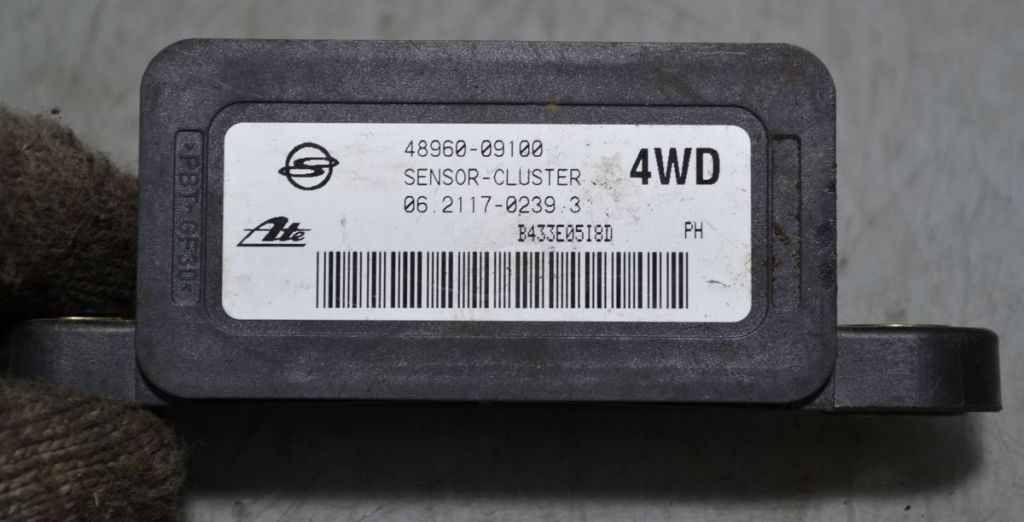 48960-09100
SENSOR-CLUSTER
06.2117-0239.3
4WD
Ate
B433E05I8D
PH
>PBT-GF30<